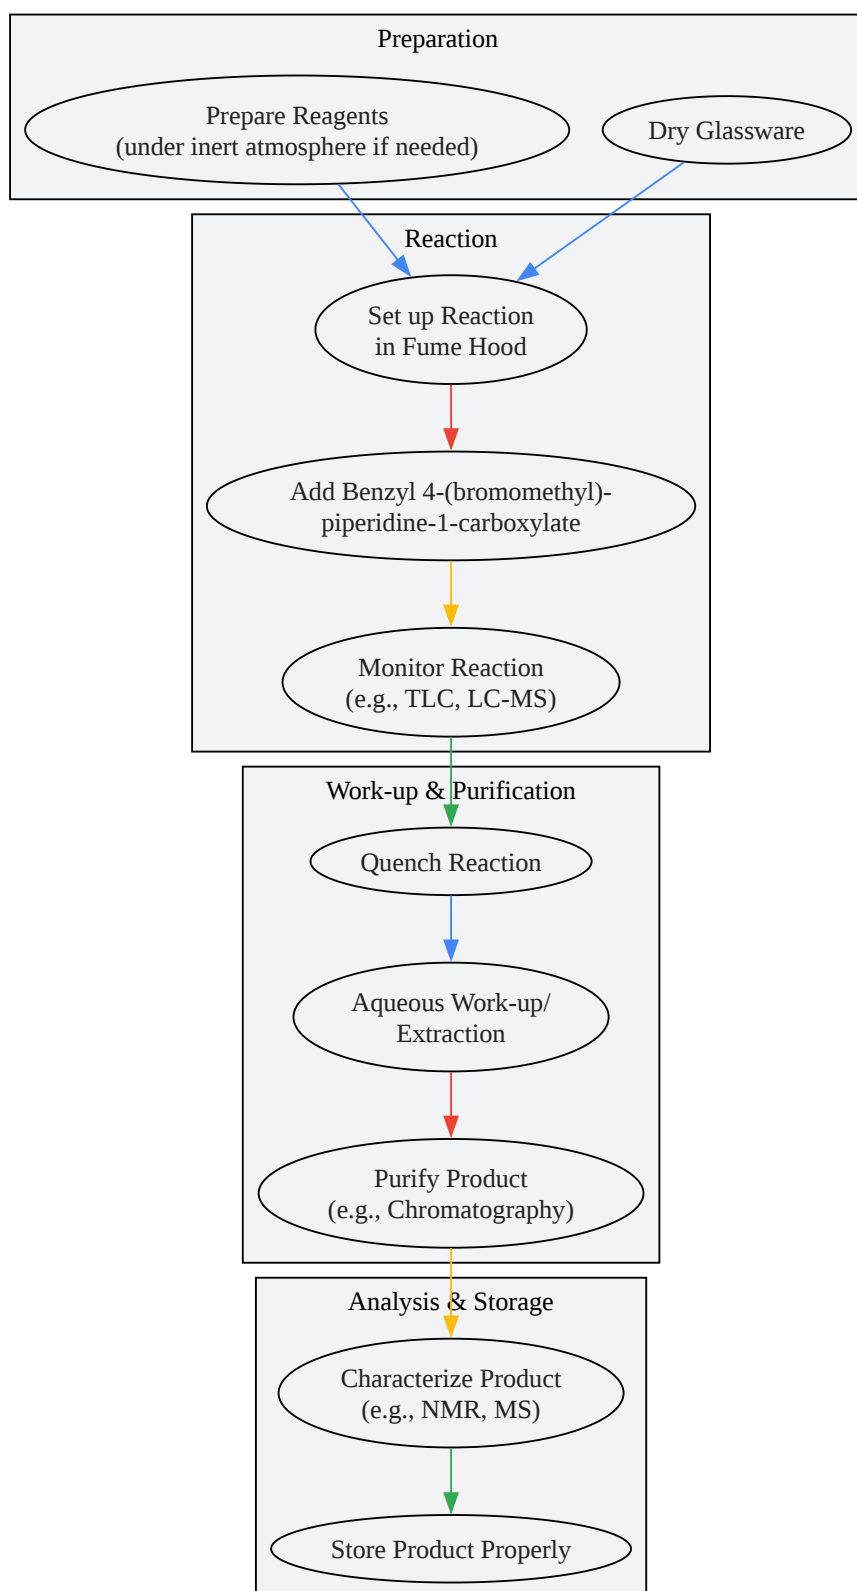 Preparation
Prepare Reagents
(under inert atmosphere if needed)
Dry Glassware
Reaction
Set up Reaction
in Fume Hood
Add Benzyl 4-(bromomethyl)-
piperidine-1-carboxylate
Monitor Reaction
(e.g., TLC, LC-MS)
Work-up & Purification
Quench Reaction
Aqueous Work-up/
Extraction
Purify Product
(e.g., Chromatography)
Analysis & Storage
Characterize Product
(e.g., NMR, MS)
Store Product Properly